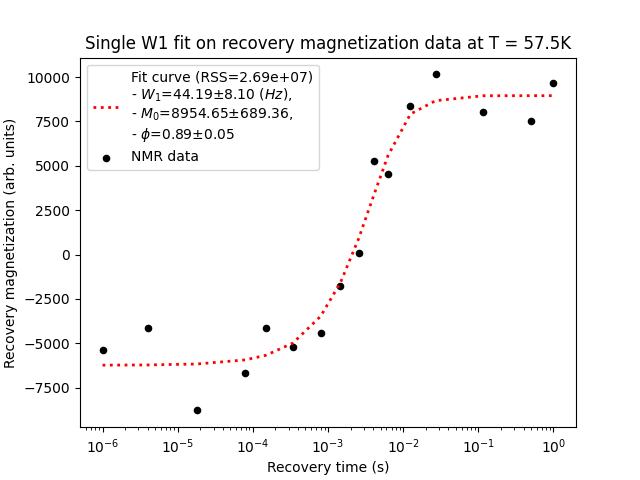 Single W1 fit on recovery magnetization data at T = 57.5K
Fit curve (RSS=2.69e+07)
- W₁=44.19±8.10 (Hz),
- M₀=8954.65±689.36,
- ϕ=0.89±0.05
NMR data
Recovery magnetization (arb. units)
10000
7500
5000
2500
0
−2500
−5000
−7500
10⁻⁶ 10⁻⁵ 10⁻⁴ 10⁻³ 10⁻² 10⁻¹ 10⁰
Recovery time (s)